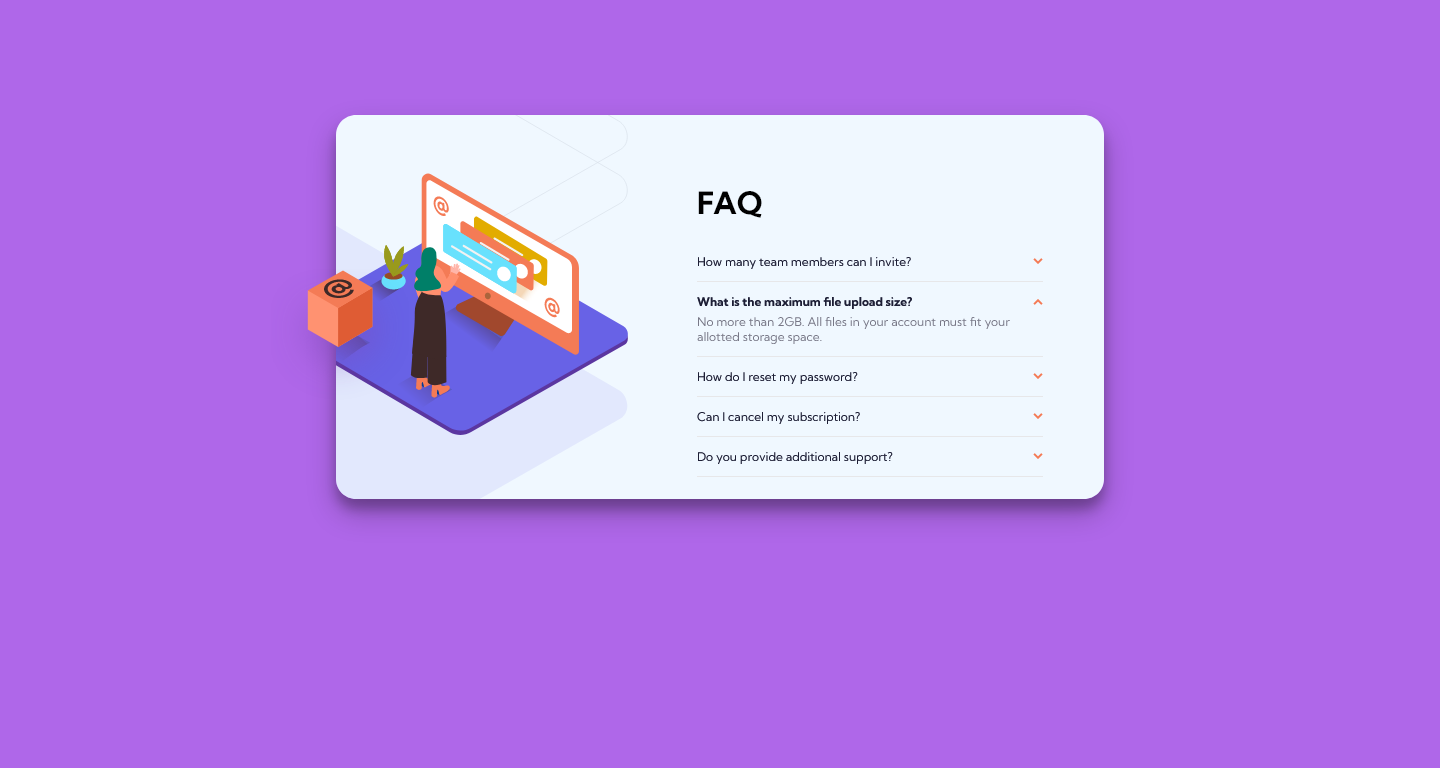 @
@
@
FAQ
How many team members can I invite?
What is the maximum file upload size?
No more than 2GB. All files in your account must fit your
allotted storage space.
How do I reset my password?
Can I cancel my subscription?
Do you provide additional support?